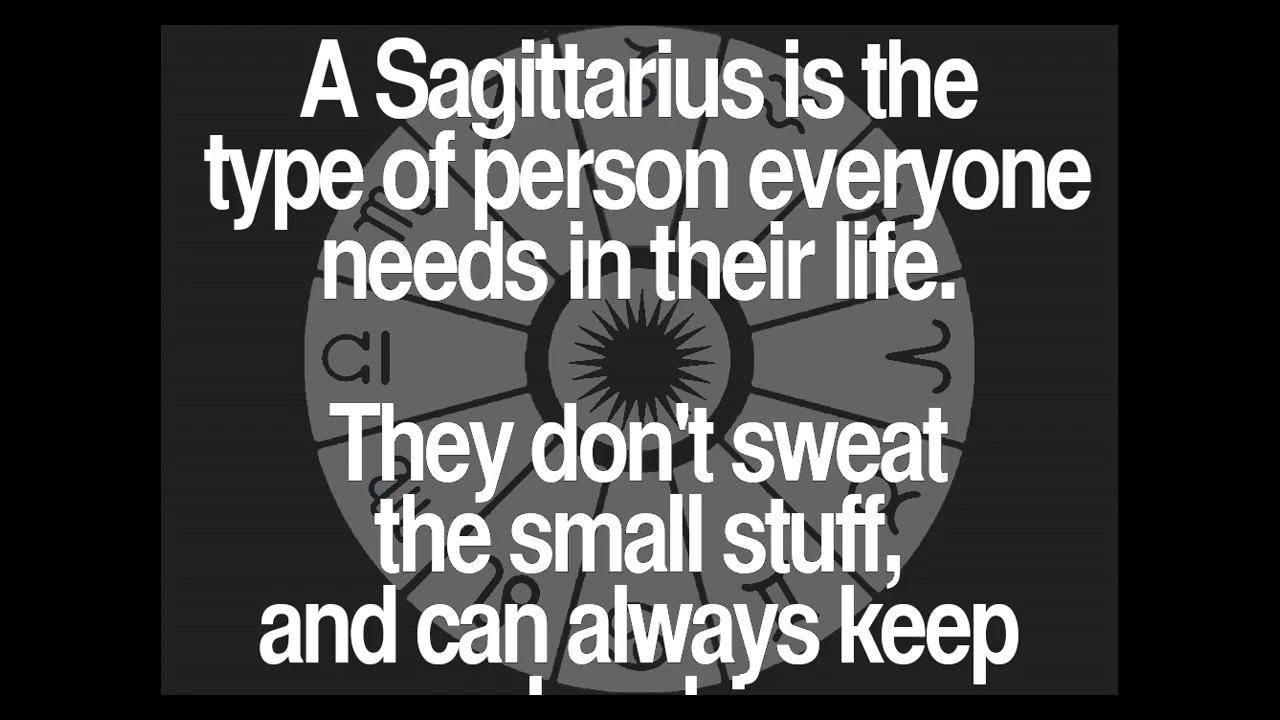 A Sagittarius is the
type of person everyone
needs in their life.
They don't sweat
the small stuff,
and can always keep